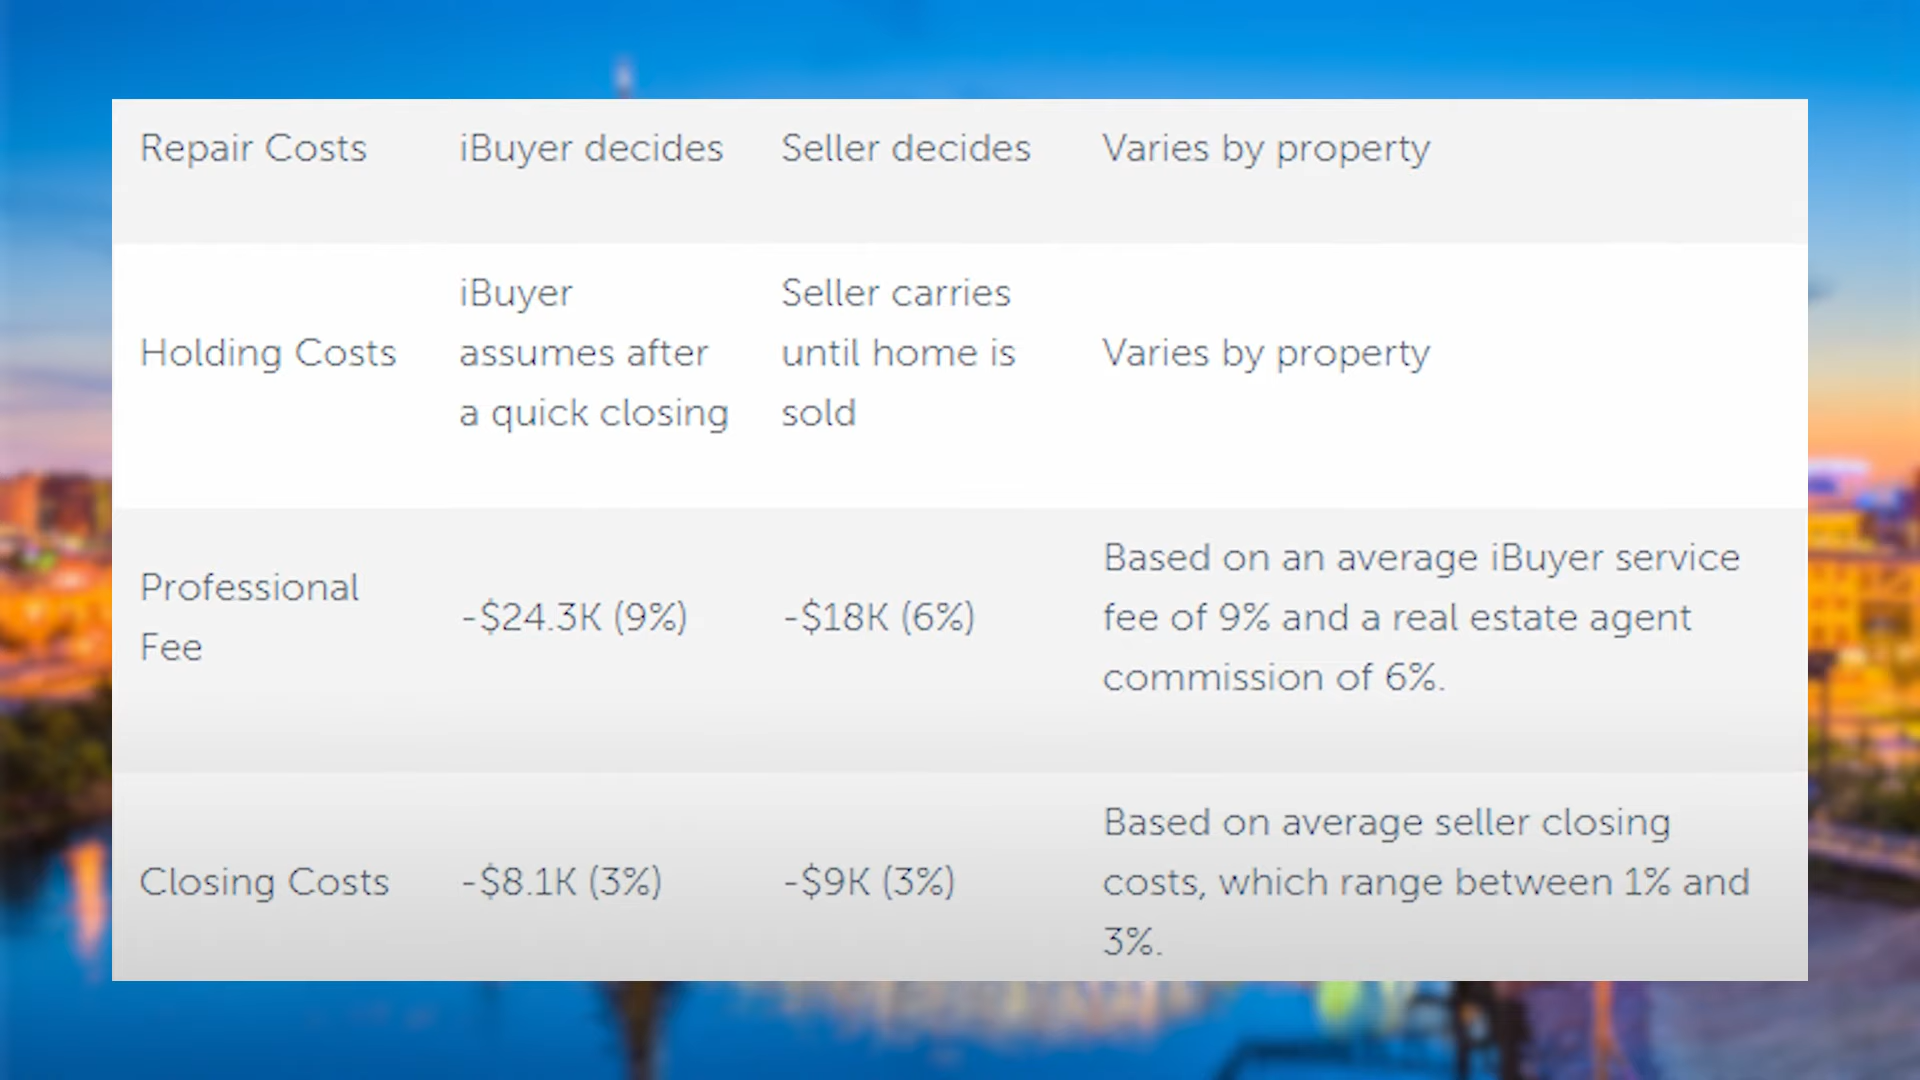 Repair Costs
iBuyer decides
Seller decides
Varies by property
Holding Costs
iBuyer
assumes after
a quick closing
Seller carries
until home is
sold
Varies by property
Professional
Fee
-$24.3K (9%)
-$18K (6%)
Based on an average iBuyer service
fee of 9% and a real estate agent
commission of 6%.
Closing Costs
-$8.1K (3%)
-$9K (3%)
Based on average seller closing
costs, which range between 1% and
3%.